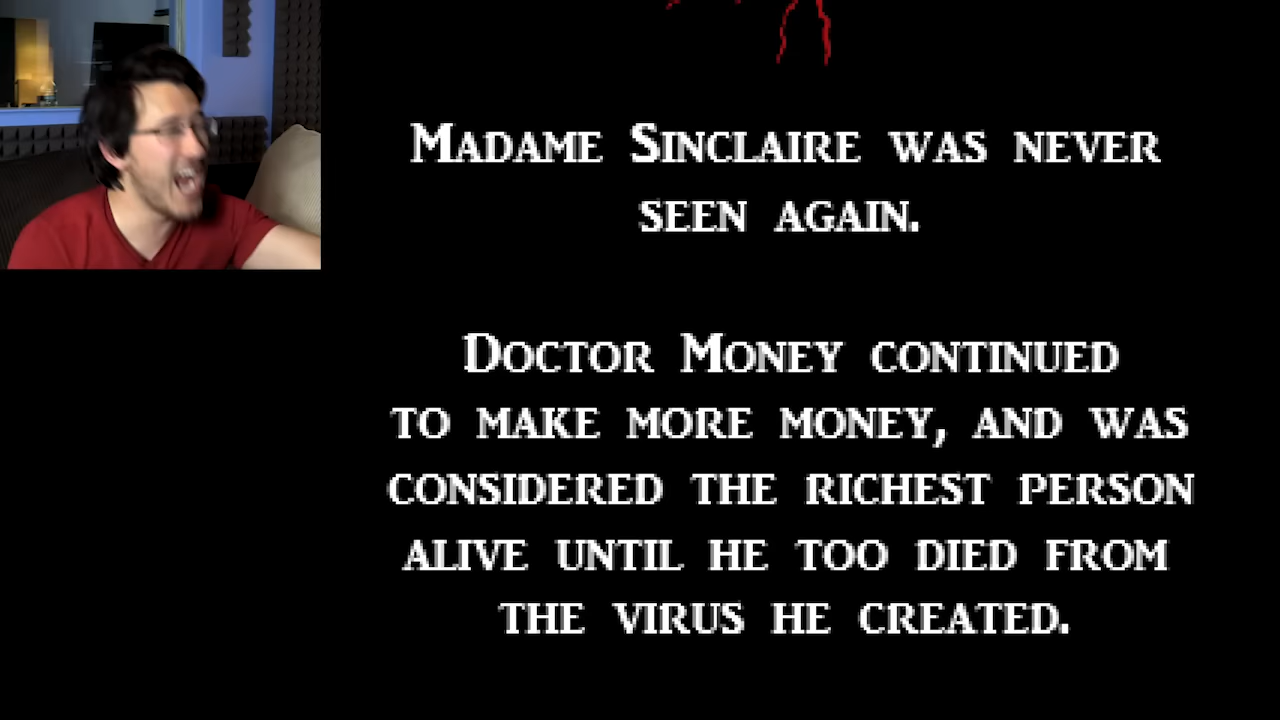 Madame Sinclaire was never
seen again.
Doctor Money continued
to make more money, and was
considered the richest person
alive until he too died from
the virus he created.